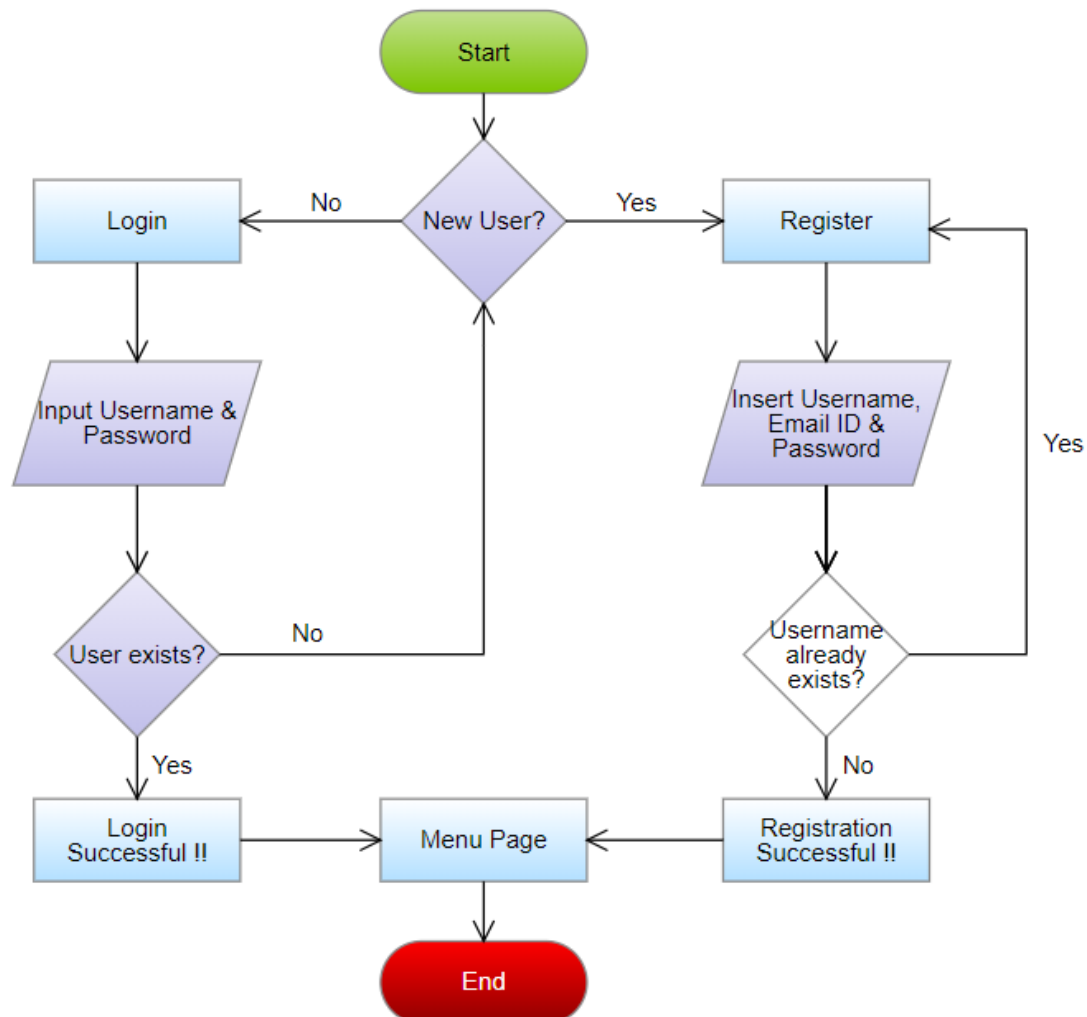 Start
No
Yes
Login
New User?
Register
Input Username &
Password
Insert Username,
Email ID &
Password
Yes
User exists?
No
Username
already
exists?
Yes
No
Login
Successful !!
Menu Page
Registration
Successful !!
End